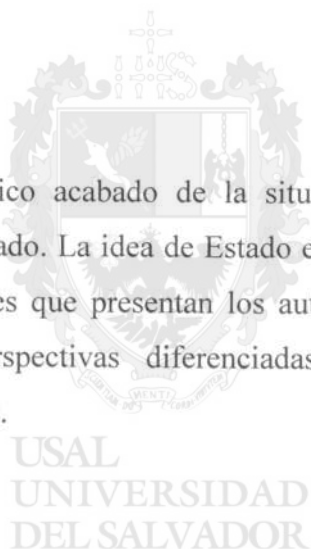 ico acabado de la situ
ado. La idea de Estado e
es que presentan los aut
rspectivas diferenciadas
.
USAL
UNIVERSIDAD
DEL SALVADOR